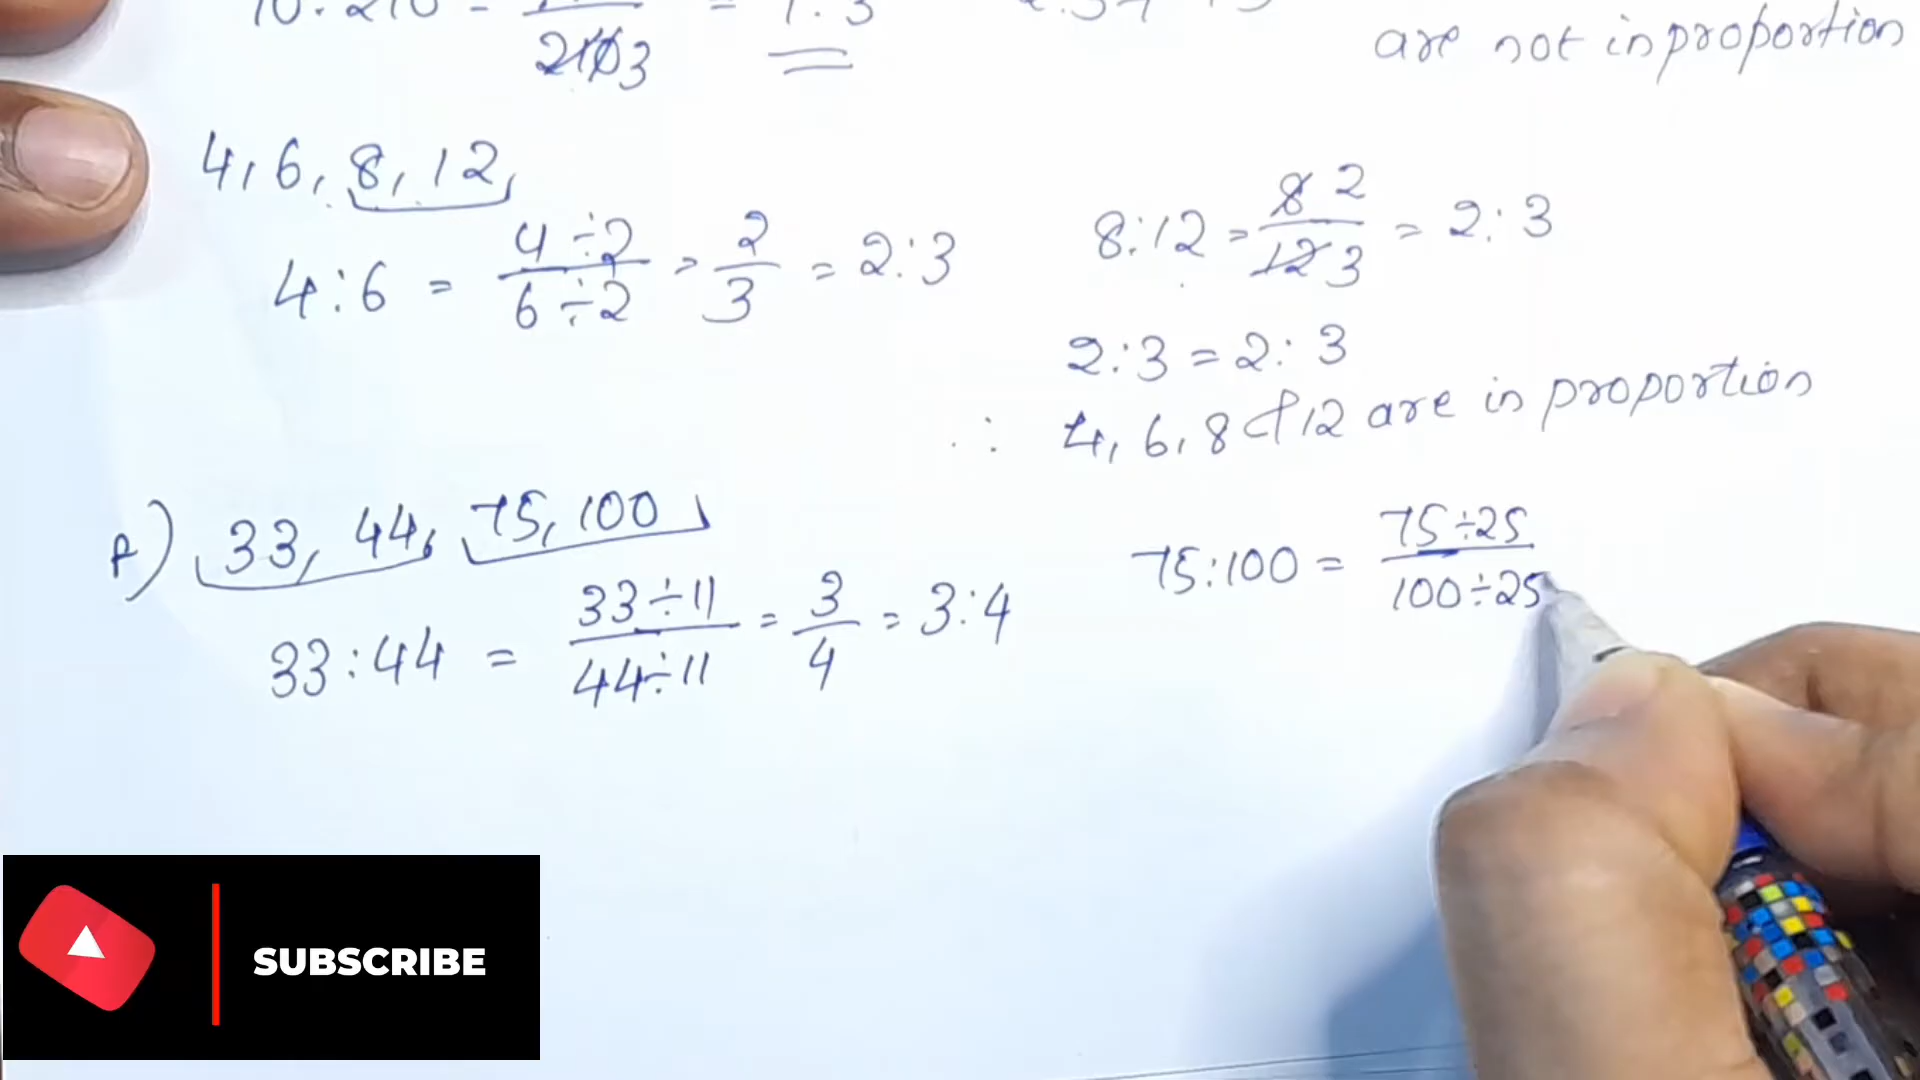 are not in proportion
4, 6, 8, 12,
4:6 = 4 ÷2 / 6 ÷2 = 2/3 = 2:3
8:12 = 8 2 / 12 3 = 2:3
2:3 = 2:3
∴ 4, 6, 8 & 12 are in proportion
f) 33, 44, 75, 100
33:44 = 33÷11 / 44÷11 = 3/4 = 3:4
75:100 = 75÷25 / 100÷25
SUBSCRIBE